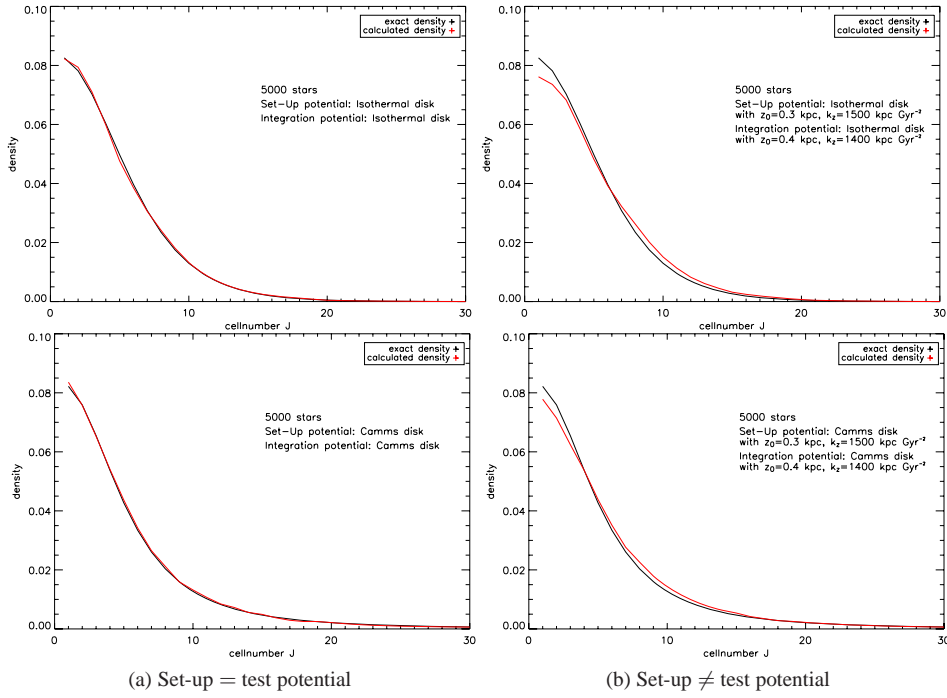 0.10
0.08
0.06
0.04
0.02
0.00
density
0 10 20 30
cellnumber J
exact density +
calculated density +
5000 stars
Set-Up potential: Isothermal disk
Integration potential: Isothermal disk
0.10
0.08
0.06
0.04
0.02
0.00
density
0 10 20 30
cellnumber J
exact density +
calculated density +
5000 stars
Set-Up potential: Isothermal disk
with z₀=0.3 kpc, k_z=1500 kpc Gyr⁻²
Integration potential: Isothermal disk
with z₀=0.4 kpc, k_z=1400 kpc Gyr⁻²
0.10
0.08
0.06
0.04
0.02
0.00
density
0 10 20 30
cellnumber J
exact density +
calculated density +
5000 stars
Set-Up potential: Camms disk
Integration potential: Camms disk
0.10
0.08
0.06
0.04
0.02
0.00
density
0 10 20 30
cellnumber J
exact density +
calculated density +
5000 stars
Set-Up potential: Camms disk
with z₀=0.3 kpc, k_z=1500 kpc Gyr⁻²
Integration potential: Camms disk
with z₀=0.4 kpc, k_z=1400 kpc Gyr⁻²
(a) Set-up = test potential
(b) Set-up ≠ test potential